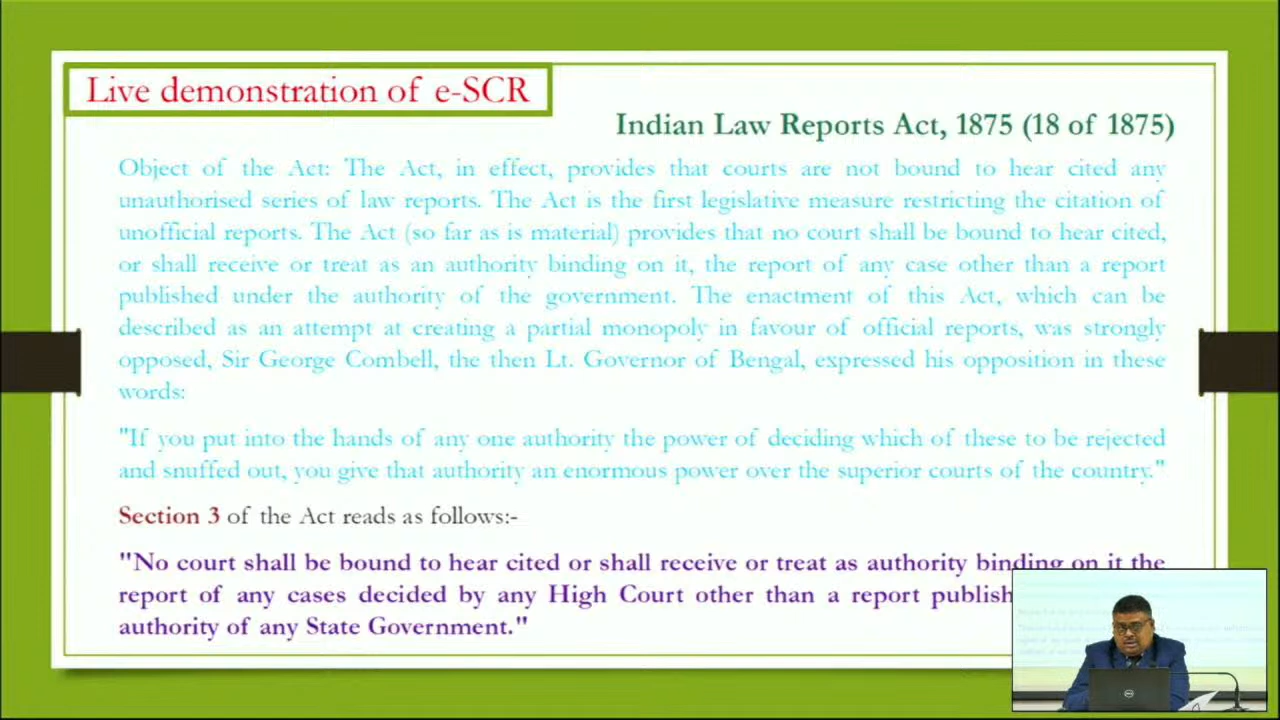 Live demonstration of e-SCR
Indian Law Reports Act, 1875 (18 of 1875)
Object of the Act: The Act, in effect, provides that courts are not bound to hear cited any
unauthorised series of law reports. The Act is the first legislative measure restricting the citation of
unofficial reports. The Act (so far as is material) provides that no court shall be bound to hear cited,
or shall receive or treat as an authority binding on it, the report of any case other than a report
published under the authority of the government. The enactment of this Act, which can be
described as an attempt at creating a partial monopoly in favour of official reports, was strongly
opposed, Sir George Combell, the then Lt. Governor of Bengal, expressed his opposition in these
words:
"If you put into the hands of any one authority the power of deciding which of these to be rejected
and snuffed out, you give that authority an enormous power over the superior courts of the country."
Section 3 of the Act reads as follows:-
"No court shall be bound to hear cited or shall receive or treat as authority binding on it the
report of any cases decided by any High Court other than a report publish
authority of any State Government."